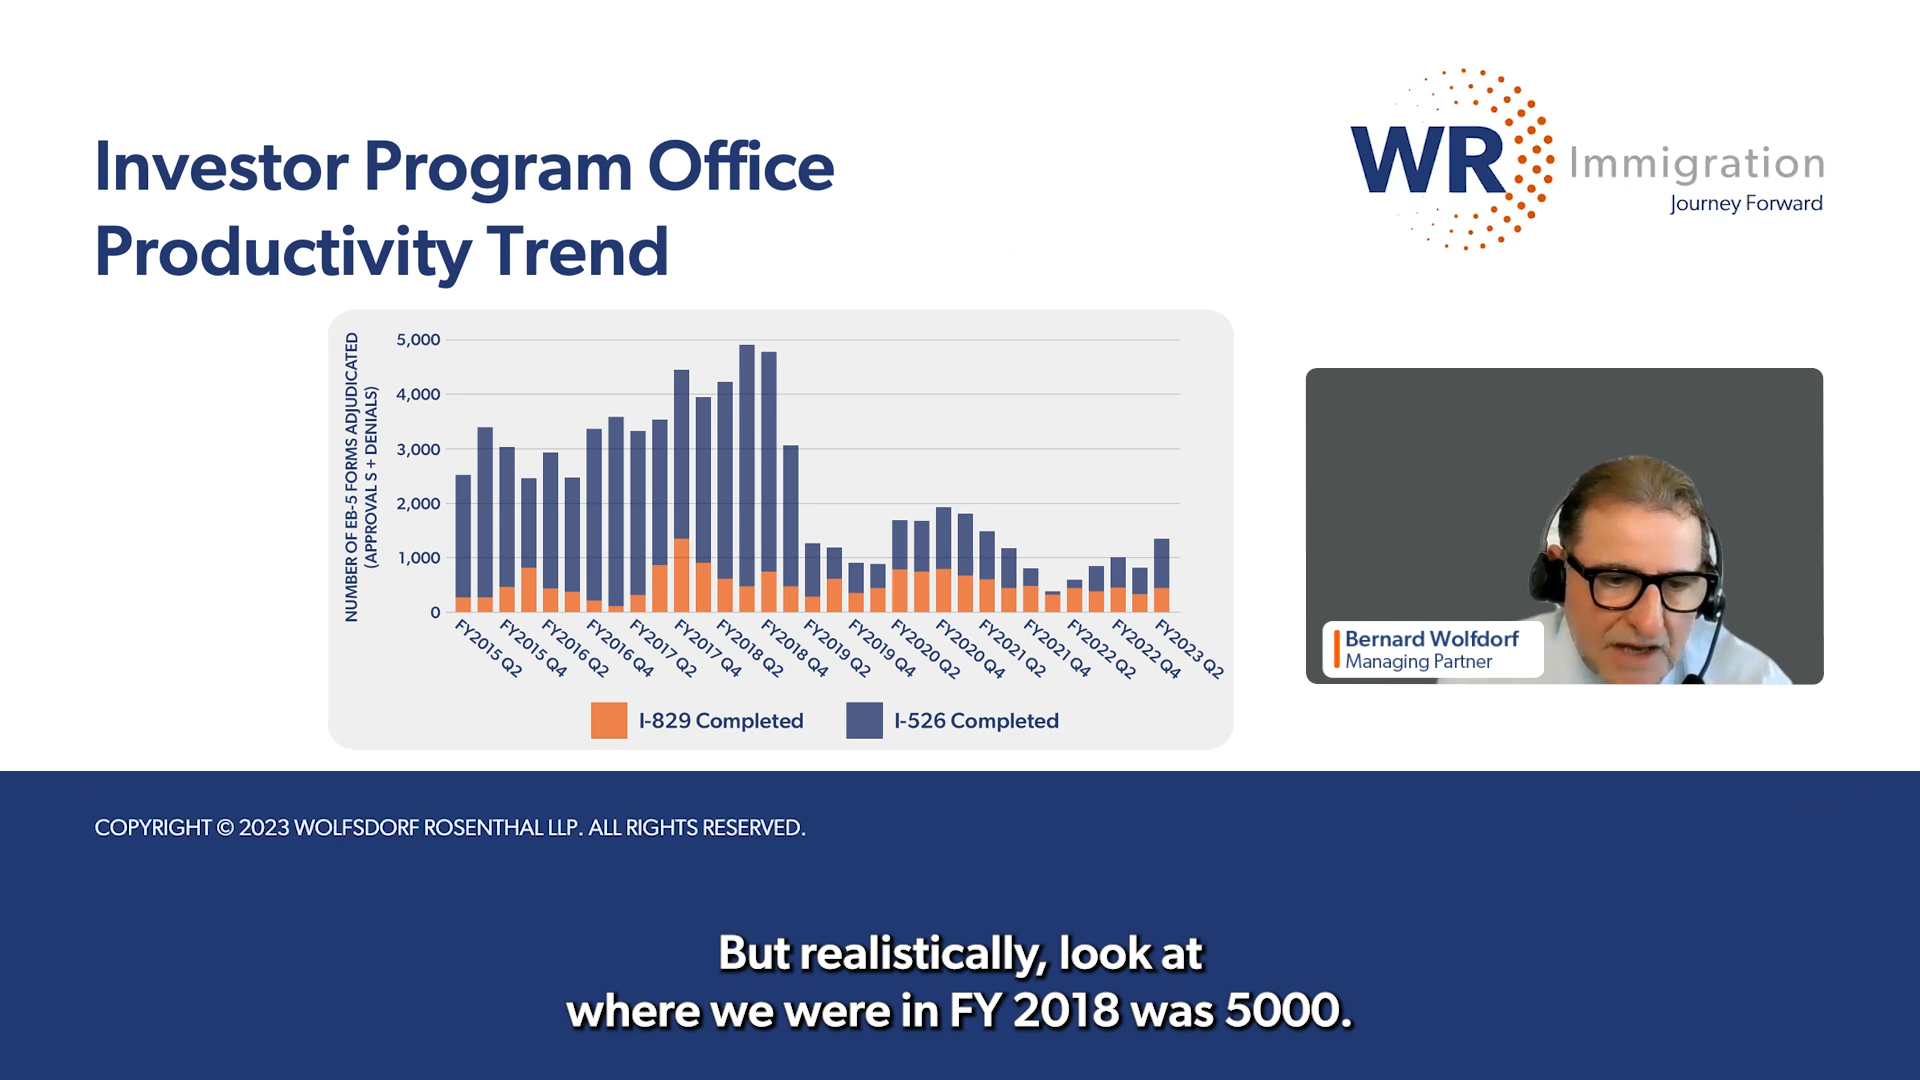 Investor Program Office
Productivity Trend
WR Immigration
Journey Forward
NUMBER OF EB-5 FORMS ADJUDICATED
(APPROVAL S + DENIALS)
5,000
4,000
3,000
2,000
1,000
0
FY2015 Q2
FY2015 Q4
FY2016 Q2
FY2016 Q4
FY2017 Q2
FY2017 Q4
FY2018 Q2
FY2018 Q4
FY2019 Q2
FY2019 Q4
FY2020 Q2
FY2020 Q4
FY2021 Q2
FY2021 Q4
FY2022 Q2
FY2022 Q4
FY2023 Q2
I-829 Completed
I-526 Completed
Bernard Wolfdorf
Managing Partner
COPYRIGHT © 2023 WOLFSDORF ROSENTHAL LLP. ALL RIGHTS RESERVED.
But realistically, look at
where we were in FY 2018 was 5000.